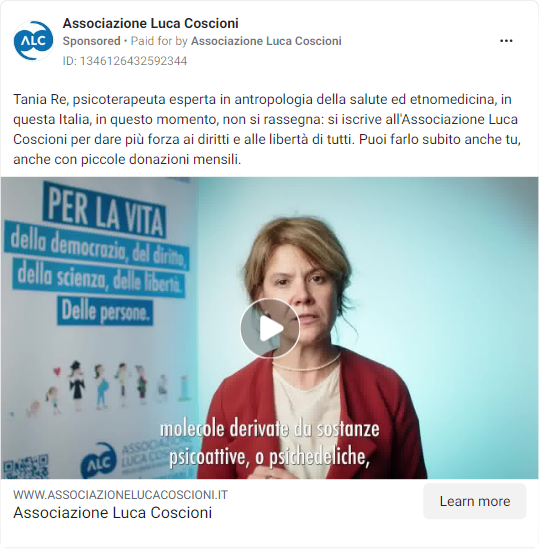 Associazione Luca Coscioni
Sponsored • Paid for by Associazione Luca Coscioni
ID: 1346126432592344
Tania Re, psicoterapeuta esperta in antropologia della salute ed etnomedicina, in
questa Italia, in questo momento, non si rassegna: si iscrive all'Associazione Luca
Coscioni per dare più forza ai diritti e alle libertà di tutti. Puoi farlo subito anche tu,
anche con piccole donazioni mensili.
PER LA VITA
della democrazia, del diritto,
della scienza, delle libertà.
Delle persone.
ALC
ASSOCIAZIONE
LUCA COSCIONI
molecole derivate da sostanze
psicoattive, o psichedeliche,
WWW.ASSOCIAZIONELUCACOSCIONI.IT
Associazione Luca Coscioni
Learn more